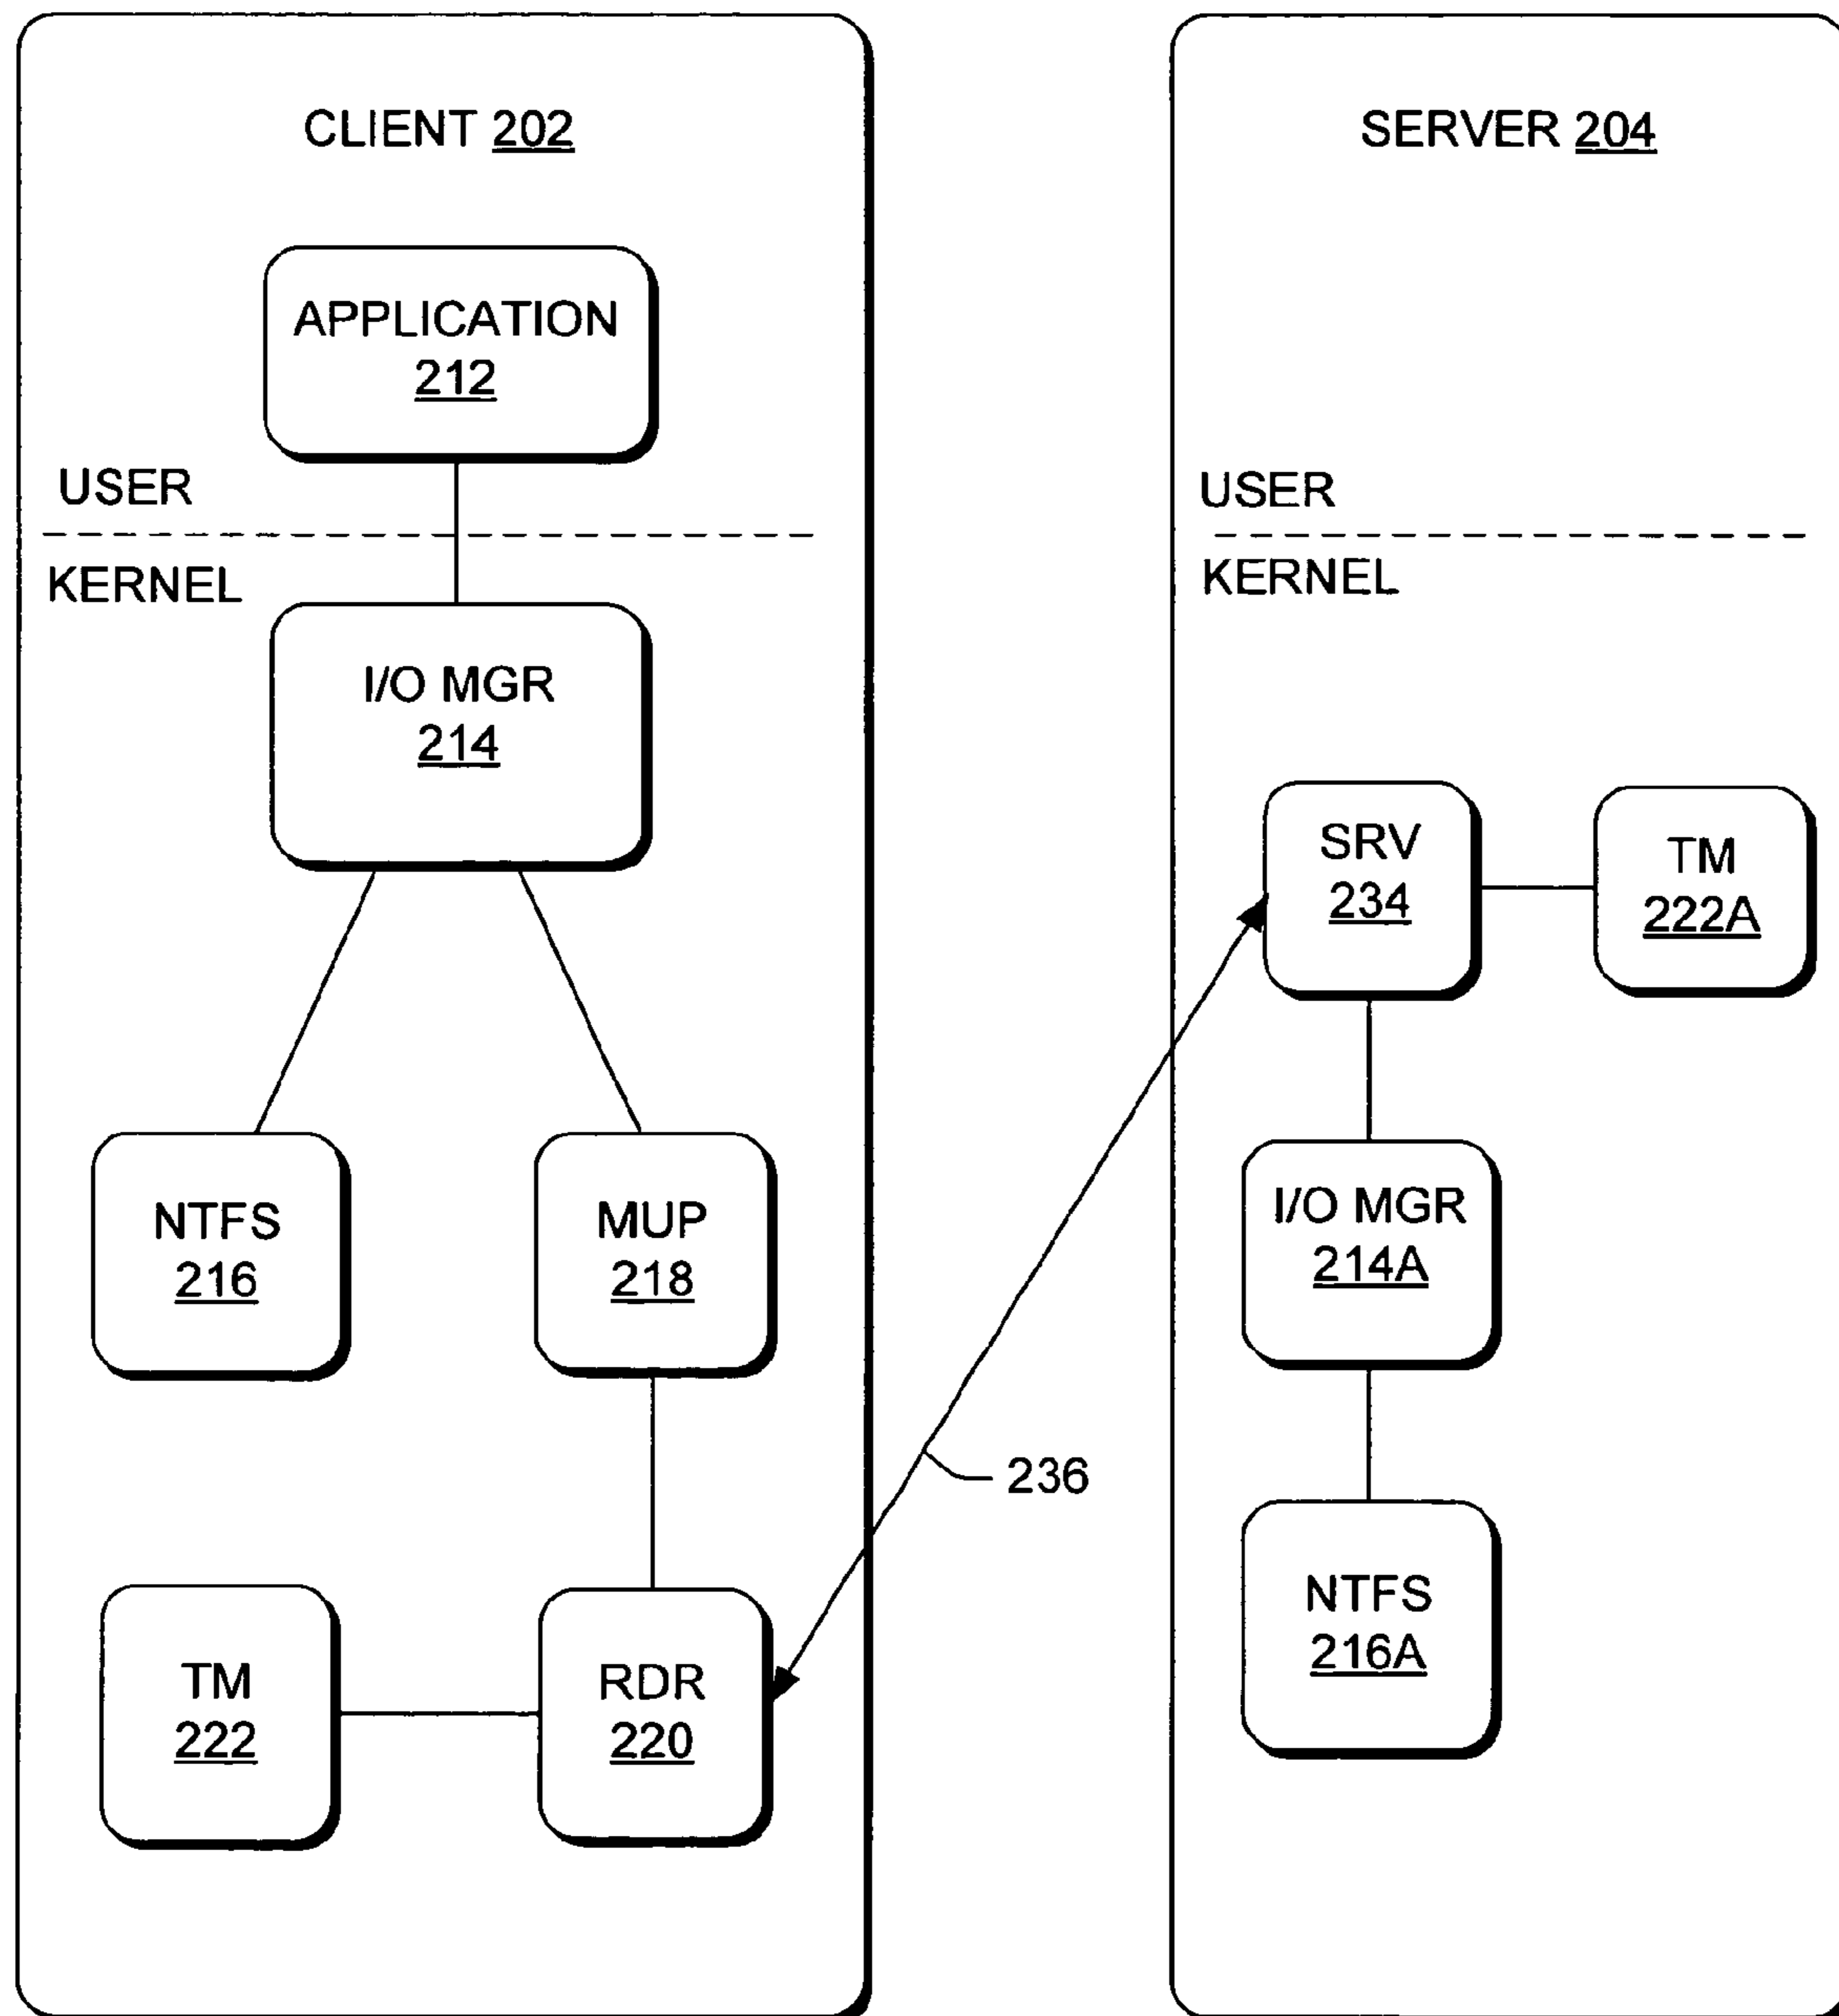 CLIENT 202
APPLICATION
212
USER
KERNEL
I/O MGR
214
NTFS
216
MUP
218
TM
222
RDR
220
236
SERVER 204
USER
KERNEL
SRV
234
TM
222A
I/O MGR
214A
NTFS
216A